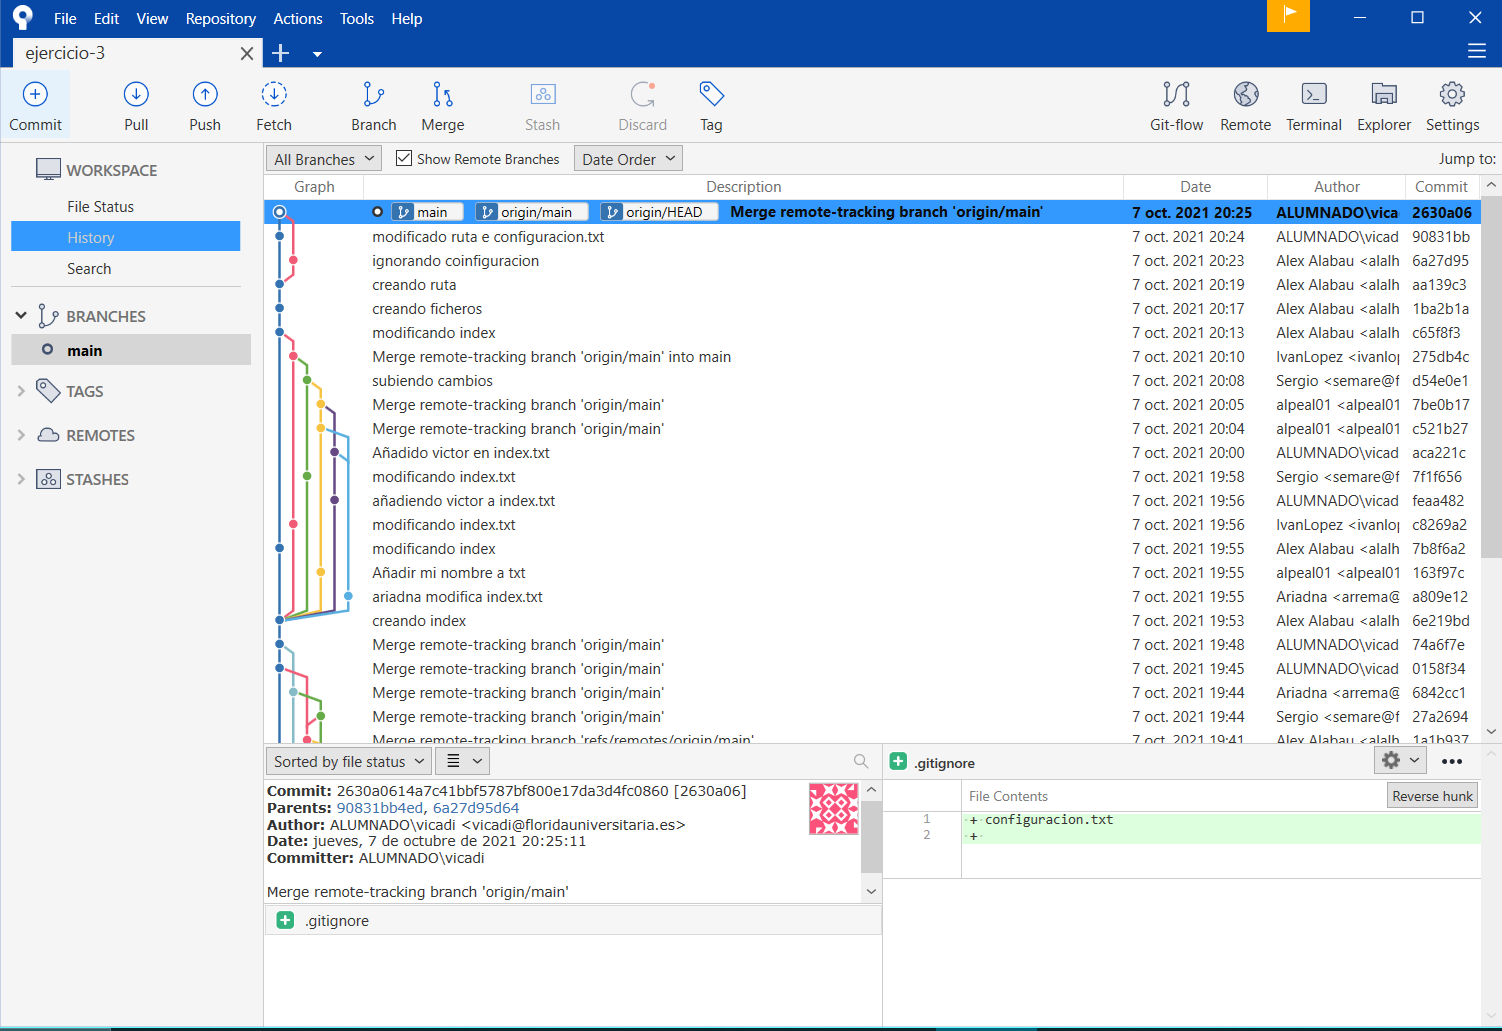 File Edit View Repository Actions Tools Help
ejercicio-3
Commit Pull Push Fetch Branch Merge Stash Discard Tag Git-flow Remote Terminal Explorer Settings
WORKSPACE
File Status
History
Search
BRANCHES
main
TAGS
REMOTES
STASHES
All Branches Show Remote Branches Date Order Jump to:
Graph Description Date Author Commit
main origin/main origin/HEAD Merge remote-tracking branch 'origin/main' 7 oct. 2021 20:25 ALUMNADO\vica 2630a06
modificado ruta e configuracion.txt 7 oct. 2021 20:24 ALUMNADO\vicad 90831bb
ignorando coinfiguracion 7 oct. 2021 20:23 Alex Alabau <alalh 6a27d95
creando ruta 7 oct. 2021 20:19 Alex Alabau <alalh aa139c3
creando ficheros 7 oct. 2021 20:17 Alex Alabau <alalh 1ba2b1a
modificando index 7 oct. 2021 20:13 Alex Alabau <alalh c65f8f3
Merge remote-tracking branch 'origin/main' into main 7 oct. 2021 20:10 IvanLopez <ivanlop 275db4c
subiendo cambios 7 oct. 2021 20:08 Sergio <semare@f d54e0e1
Merge remote-tracking branch 'origin/main' 7 oct. 2021 20:05 alpeal01 <alpeal01 7be0b17
Merge remote-tracking branch 'origin/main' 7 oct. 2021 20:04 alpeal01 <alpeal01 c521b27
Añadido victor en index.txt 7 oct. 2021 20:00 ALUMNADO\vicad aca221c
modificando index.txt 7 oct. 2021 19:58 Sergio <semare@f 7f1f656
añadiendo victor a index.txt 7 oct. 2021 19:56 ALUMNADO\vicad feaa482
modificando index.txt 7 oct. 2021 19:56 IvanLopez <ivanlop c8269a2
modificando index 7 oct. 2021 19:55 Alex Alabau <alalh 7b8f6a2
Añadir mi nombre a txt 7 oct. 2021 19:55 alpeal01 <alpeal01 163f97c
ariadna modifica index.txt 7 oct. 2021 19:55 Ariadna <arrema@ a809e12
creando index 7 oct. 2021 19:53 Alex Alabau <alalh 6e219bd
Merge remote-tracking branch 'origin/main' 7 oct. 2021 19:48 ALUMNADO\vicad 74a6f7e
Merge remote-tracking branch 'origin/main' 7 oct. 2021 19:45 ALUMNADO\vicad 0158f34
Merge remote-tracking branch 'origin/main' 7 oct. 2021 19:44 Ariadna <arrema@ 6842cc1
Merge remote-tracking branch 'origin/main' 7 oct. 2021 19:44 Sergio <semare@f 27a2694
Merge remote-tracking branch 'refs/remotes/origin/main' 7 oct. 2021 19:41 Alex Alabau <alalh 1a1b937
Sorted by file status
Commit: 2630a0614a7c41bbf5787bf800e17da3d4fc0860 [2630a06]
Parents: 90831bb4ed, 6a27d95d64
Author: ALUMNADO\vicadi <vicadi@floridauniversitaria.es>
Date: jueves, 7 de octubre de 2021 20:25:11
Committer: ALUMNADO\vicadi
Merge remote-tracking branch 'origin/main'
.gitignore
.gitignore
File Contents Reverse hunk
1 + configuracion.txt
2 +